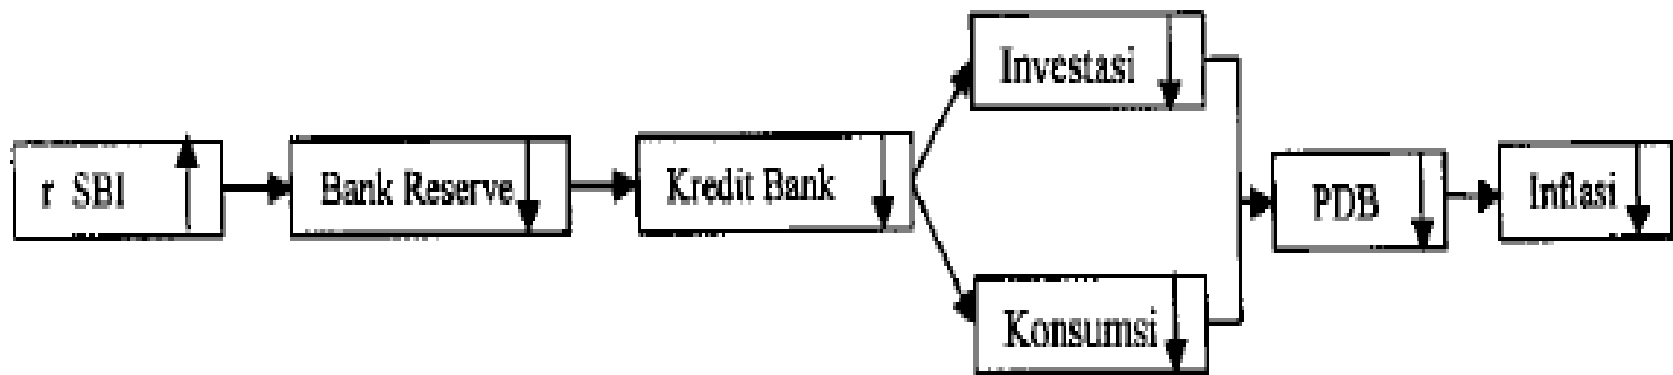 r SBI
Bank Reserve
Kredit Bank
Investasi
Konsumsi
PDB
Inflasi